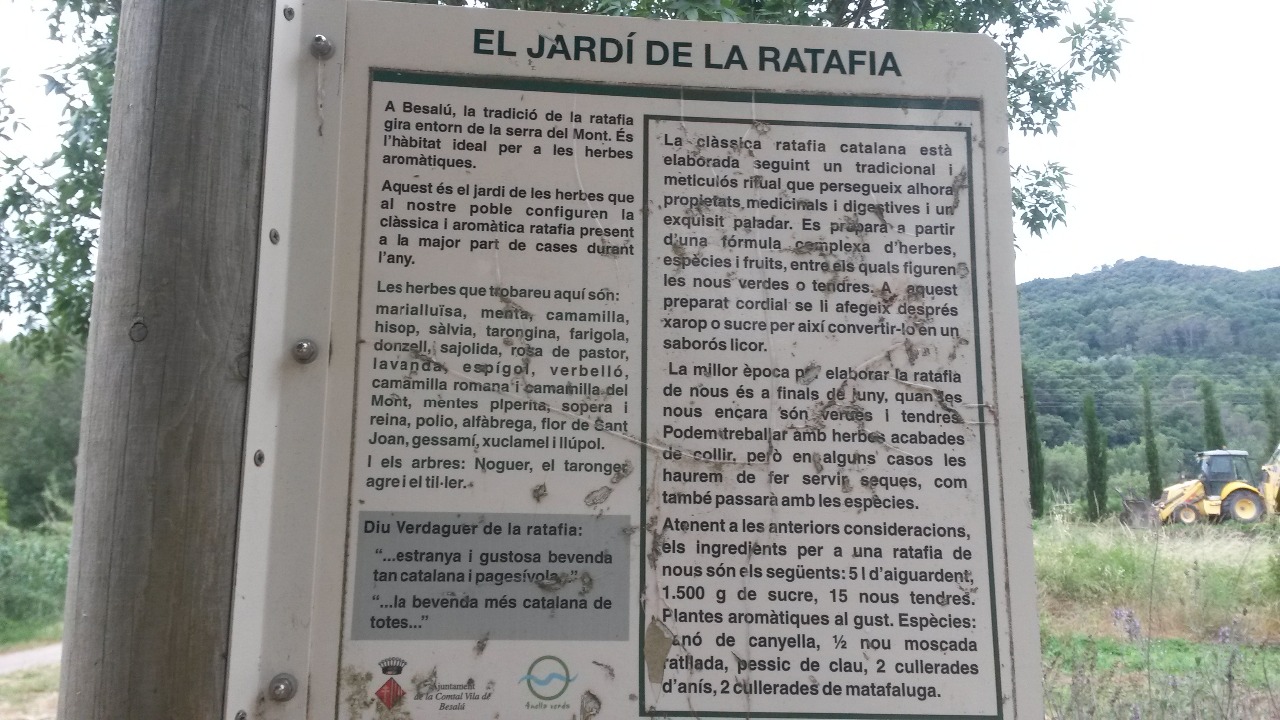 EL JARDÍ DE LA RATAFIA
A Besalú, la tradició de la ratafia
gira entorn de la serra del Mont. És
l'hàbitat ideal per a les herbes
aromàtiques.
Aquest és el jardi de les herbes que
al nostre poble configuren la
clàssica i aromàtica ratafia present
a la major part de cases durant
l'any.
Les herbes que trobareu aquí són:
marialluïsa, menta, camamilla,
hisop, sàlvia, tarongina, farigola,
donzell, sajolida, rosa de pastor,
lavanda, espígol, verbelló,
camamilla romana i camamilla del
Mont, mentes piperita, sopera i
reina, polio, alfàbrega, flor de Sant
Joan, gessamí, xuclamel i llúpol.
I els arbres: Noguer, el taronger
agre i el til·ler.
Diu Verdaguer de la ratafia:
"...estranya i gustosa bevenda
tan catalana i pagesívola..."
"...la bevenda més catalana de
totes..."
Ajuntament
de la Comtal Vila de
Besalú
Anella verda
La clàssica ratafia catalana està
elaborada seguint un tradicional i
meticulós ritual que persegueix alhora
propietats medicinals i digestives i un
exquisit paladar. Es prepara a partir
d'una fórmula complexa d'herbes,
espècies i fruits, entre els quals figuren
les nous verdes o tendres. A aquest
preparat cordial se li afegeix després
xarop o sucre per així convertir-lo en un
saborós licor.
La millor època per elaborar la ratafia
de nous és a finals de juny, quan les
nous encara són verdes i tendres.
Podem treballar amb herbes acabades
de collir, però en alguns casos les
haurem de fer servir seques, com
també passarà amb les espècies.
Atenent a les anteriors consideracions,
els ingredients per a una ratafia de
nous són els següents: 5 l d'aiguardent,
1.500 g de sucre, 15 nous tendres.
Plantes aromàtiques al gust. Espècies:
canó de canyella, ½ nou moscada
ratllada, pessic de clau, 2 cullerades
d'anís, 2 cullerades de matafaluga.